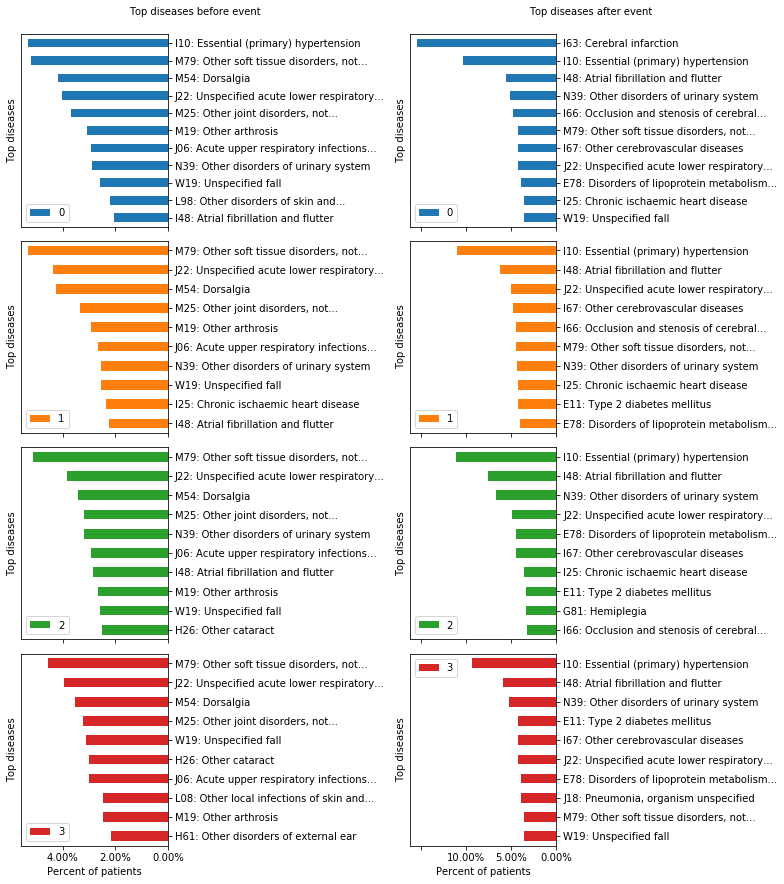 Top diseases before event
Top diseases
I10: Essential (primary) hypertension
M79: Other soft tissue disorders, not...
M54: Dorsalgia
J22: Unspecified acute lower respiratory...
M25: Other joint disorders, not...
M19: Other arthrosis
J06: Acute upper respiratory infections...
N39: Other disorders of urinary system
W19: Unspecified fall
L98: Other disorders of skin and...
I48: Atrial fibrillation and flutter
0
Top diseases
M79: Other soft tissue disorders, not...
J22: Unspecified acute lower respiratory...
M54: Dorsalgia
M25: Other joint disorders, not...
M19: Other arthrosis
J06: Acute upper respiratory infections...
N39: Other disorders of urinary system
W19: Unspecified fall
I25: Chronic ischaemic heart disease
I48: Atrial fibrillation and flutter
1
Top diseases
M79: Other soft tissue disorders, not...
J22: Unspecified acute lower respiratory...
M54: Dorsalgia
M25: Other joint disorders, not...
N39: Other disorders of urinary system
J06: Acute upper respiratory infections...
I48: Atrial fibrillation and flutter
M19: Other arthrosis
W19: Unspecified fall
H26: Other cataract
2
Top diseases
M79: Other soft tissue disorders, not...
J22: Unspecified acute lower respiratory...
M54: Dorsalgia
M25: Other joint disorders, not...
W19: Unspecified fall
H26: Other cataract
J06: Acute upper respiratory infections...
L08: Other local infections of skin and...
M19: Other arthrosis
H61: Other disorders of external ear
3
4.00% 2.00% 0.00%
Percent of patients
Top diseases after event
Top diseases
I63: Cerebral infarction
I10: Essential (primary) hypertension
I48: Atrial fibrillation and flutter
N39: Other disorders of urinary system
I66: Occlusion and stenosis of cerebral...
M79: Other soft tissue disorders, not...
I67: Other cerebrovascular diseases
J22: Unspecified acute lower respiratory...
E78: Disorders of lipoprotein metabolism...
I25: Chronic ischaemic heart disease
W19: Unspecified fall
0
Top diseases
I10: Essential (primary) hypertension
I48: Atrial fibrillation and flutter
J22: Unspecified acute lower respiratory...
I67: Other cerebrovascular diseases
I66: Occlusion and stenosis of cerebral...
M79: Other soft tissue disorders, not...
N39: Other disorders of urinary system
I25: Chronic ischaemic heart disease
E11: Type 2 diabetes mellitus
E78: Disorders of lipoprotein metabolism...
1
Top diseases
I10: Essential (primary) hypertension
I48: Atrial fibrillation and flutter
N39: Other disorders of urinary system
J22: Unspecified acute lower respiratory...
E78: Disorders of lipoprotein metabolism...
I67: Other cerebrovascular diseases
I25: Chronic ischaemic heart disease
E11: Type 2 diabetes mellitus
G81: Hemiplegia
I66: Occlusion and stenosis of cerebral...
2
Top diseases
3
I10: Essential (primary) hypertension
I48: Atrial fibrillation and flutter
N39: Other disorders of urinary system
E11: Type 2 diabetes mellitus
I67: Other cerebrovascular diseases
J22: Unspecified acute lower respiratory...
E78: Disorders of lipoprotein metabolism...
J18: Pneumonia, organism unspecified
M79: Other soft tissue disorders, not...
W19: Unspecified fall
10.00% 5.00% 0.00%
Percent of patients